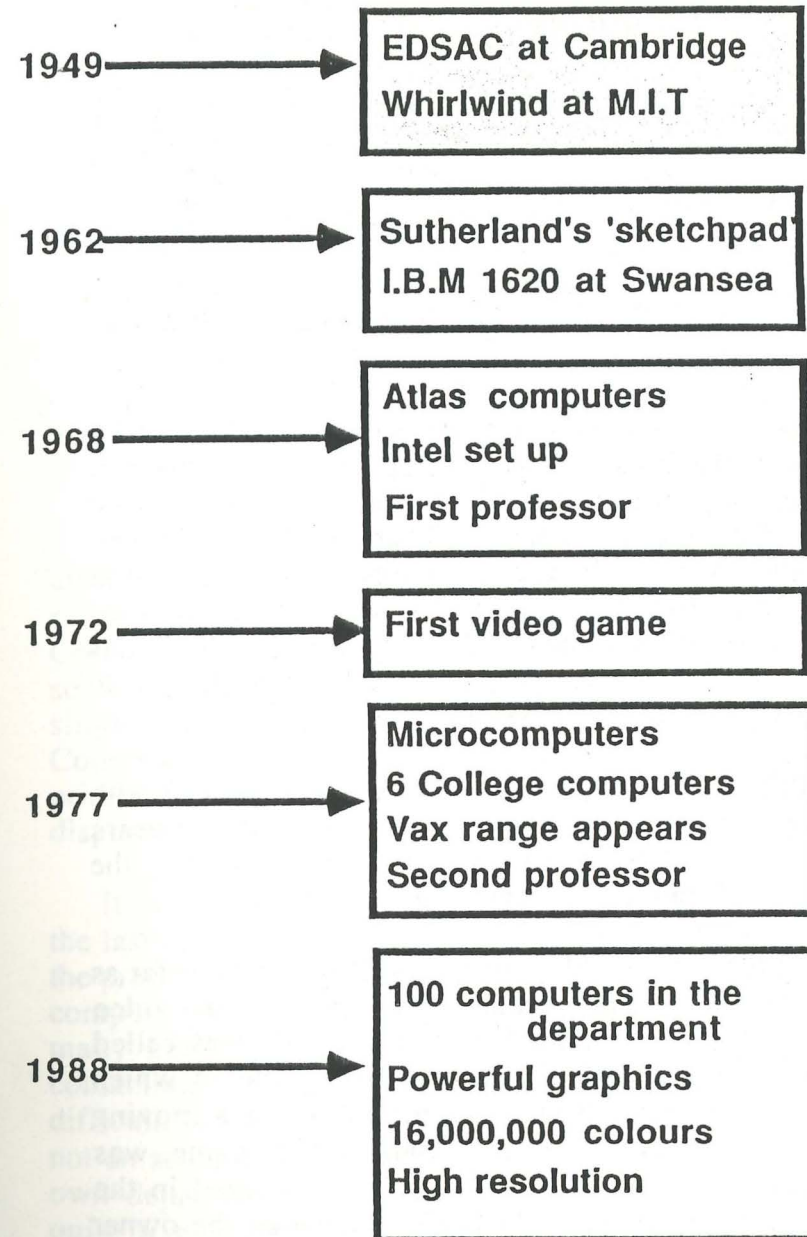 1949
EDSAC at Cambridge
Whirlwind at M.I.T
1962
Sutherland's 'sketchpad'
I.B.M 1620 at Swansea
1968
Atlas computers
Intel set up
First professor
1972
First video game
1977
Microcomputers
6 College computers
Vax range appears
Second professor
1988
100 computers in the
department
Powerful graphics
16,000,000 colours
High resolution